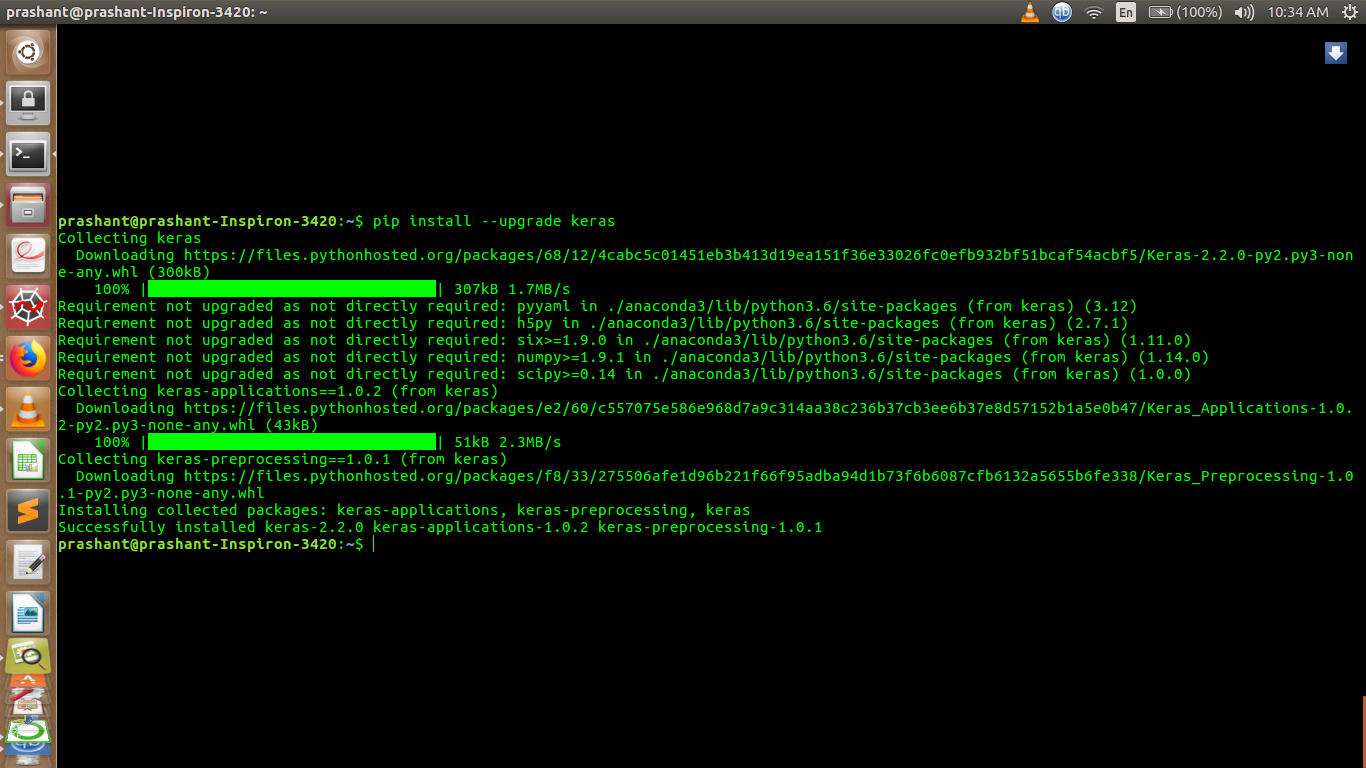 prashant@prashant-Inspiron-3420: ~
En
(100%)
10:34 AM
prashant@prashant-Inspiron-3420:~$ pip install --upgrade keras
Collecting keras
  Downloading https://files.pythonhosted.org/packages/68/12/4cabc5c01451eb3b413d19ea151f36e33026fc0efb932bf51bcaf54acbf5/Keras-2.2.0-py2.py3-non
e-any.whl (300kB)
    100% |████████████████████████████████| 307kB 1.7MB/s
Requirement not upgraded as not directly required: pyyaml in ./anaconda3/lib/python3.6/site-packages (from keras) (3.12)
Requirement not upgraded as not directly required: h5py in ./anaconda3/lib/python3.6/site-packages (from keras) (2.7.1)
Requirement not upgraded as not directly required: six>=1.9.0 in ./anaconda3/lib/python3.6/site-packages (from keras) (1.11.0)
Requirement not upgraded as not directly required: numpy>=1.9.1 in ./anaconda3/lib/python3.6/site-packages (from keras) (1.14.0)
Requirement not upgraded as not directly required: scipy>=0.14 in ./anaconda3/lib/python3.6/site-packages (from keras) (1.0.0)
Collecting keras-applications==1.0.2 (from keras)
  Downloading https://files.pythonhosted.org/packages/e2/60/c557075e586e968d7a9c314aa38c236b37cb3ee6b37e8d57152b1a5e0b47/Keras_Applications-1.0.
2-py2.py3-none-any.whl (43kB)
    100% |████████████████████████████████| 51kB 2.3MB/s
Collecting keras-preprocessing==1.0.1 (from keras)
  Downloading https://files.pythonhosted.org/packages/f8/33/275506afe1d96b221f66f95adba94d1b73f6b6087cfb6132a5655b6fe338/Keras_Preprocessing-1.0
.1-py2.py3-none-any.whl
Installing collected packages: keras-applications, keras-preprocessing, keras
Successfully installed keras-2.2.0 keras-applications-1.0.2 keras-preprocessing-1.0.1
prashant@prashant-Inspiron-3420:~$